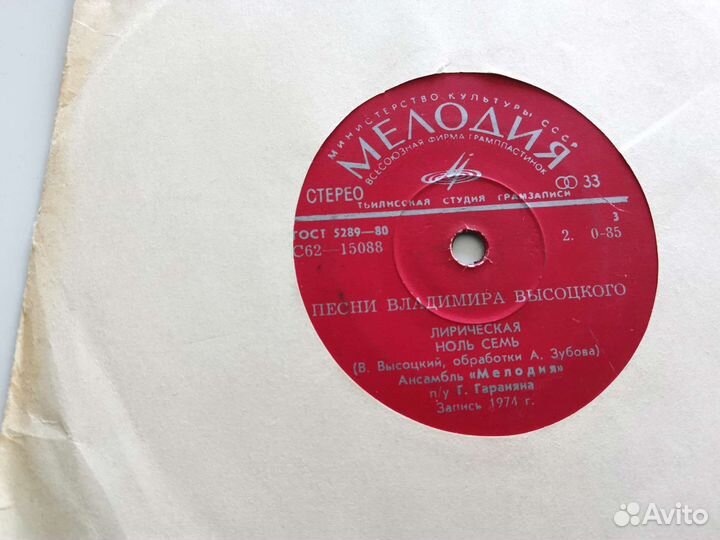 МИНИСТЕРСТВО КУЛЬТУРЫ СССР
МЕЛОДИЯ
ВСЕСОЮЗНАЯ ФИРМА ГРАМПЛАСТИНОК
СТЕРЕО 33
ТБИЛИССКАЯ СТУДИЯ ГРАМЗАПИСИ
ГОСТ 5289—80 3
С62—15088 2. 0-85
ПЕСНИ ВЛАДИМИРА ВЫСОЦКОГО
ЛИРИЧЕСКАЯ
НОЛЬ СЕМЬ
(В. Высоцкий, обработки А. Зубова)
Ансамбль «Мелодия»
п/у Г. Гараняна
Запись 1974 г.
Avito